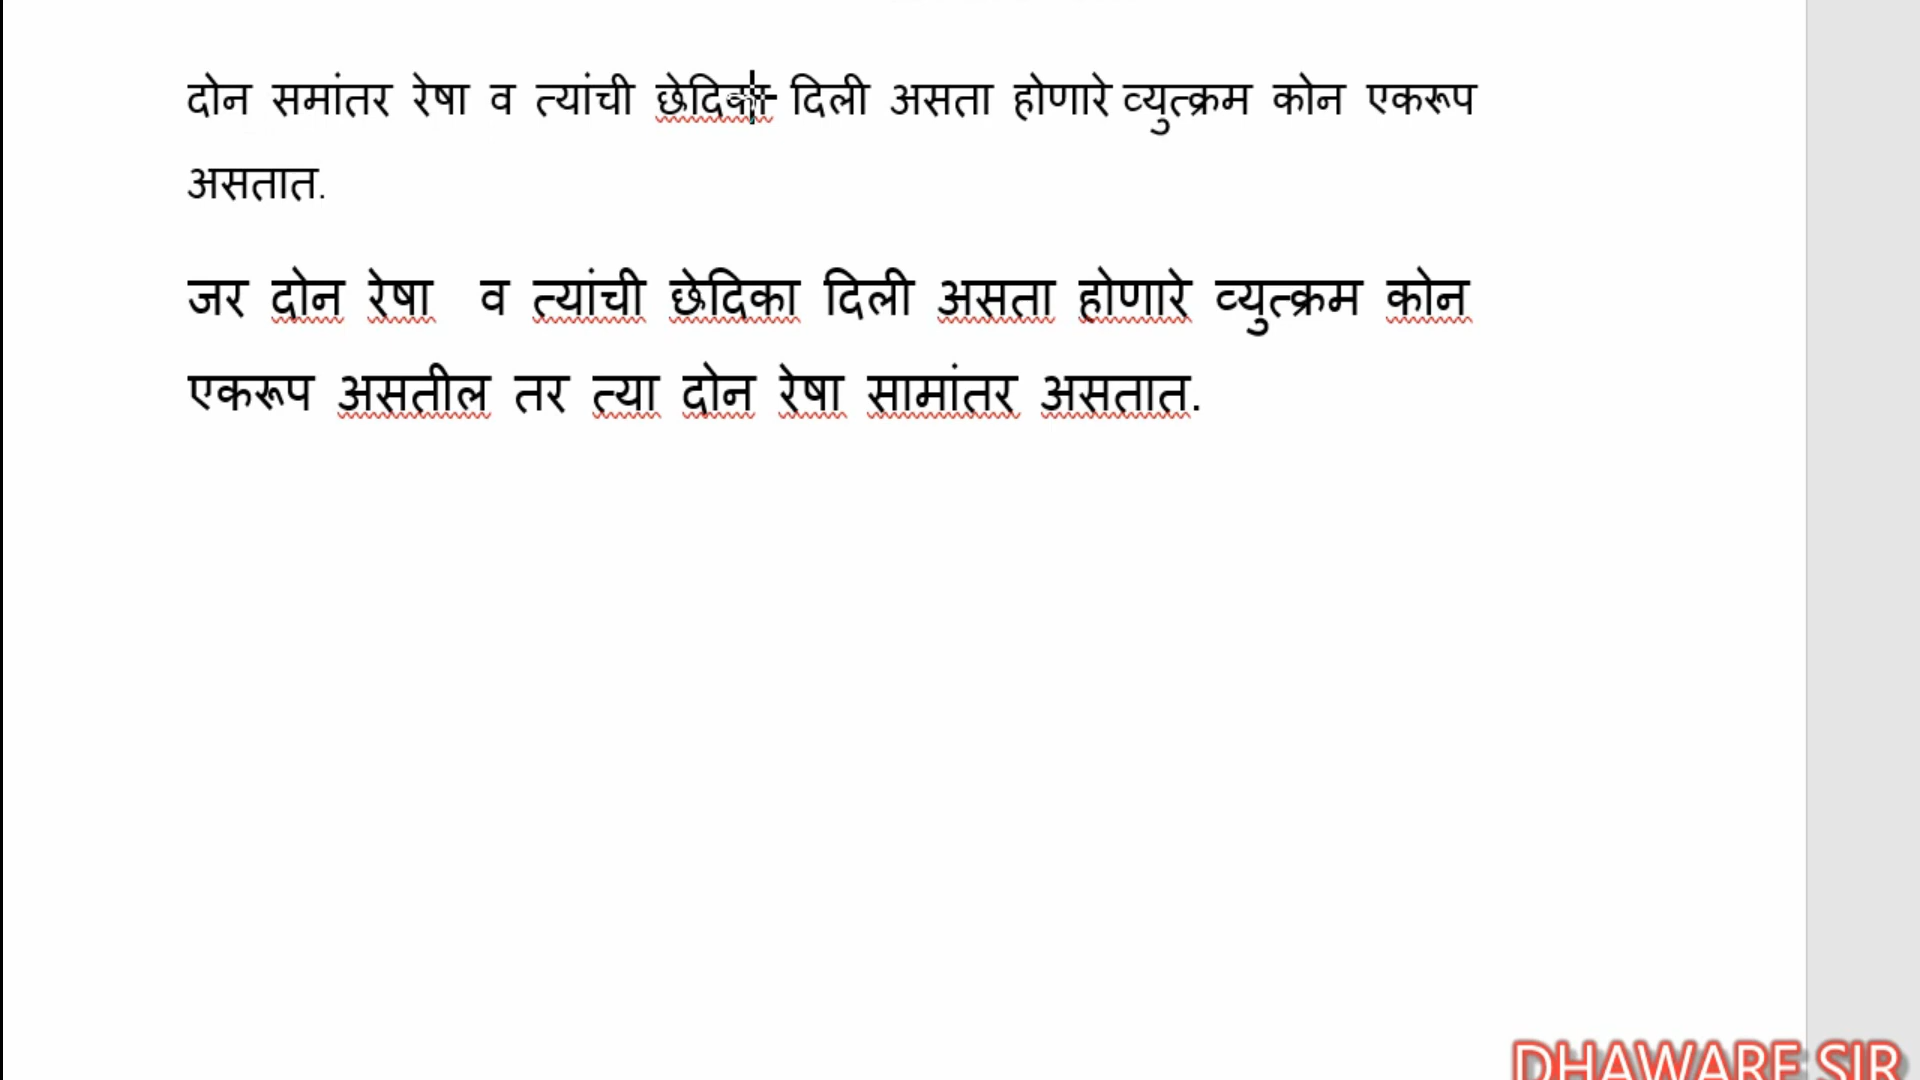 दोन समांतर रेषा व त्यांची छेदिका दिली असता होणारे व्युत्क्रम कोन एकरूप
असतात.
जर दोन रेषा व त्यांची छेदिका दिली असता होणारे व्युत्क्रम कोन
एकरूप असतील तर त्या दोन रेषा सामांतर असतात.
DHAWARE SIR